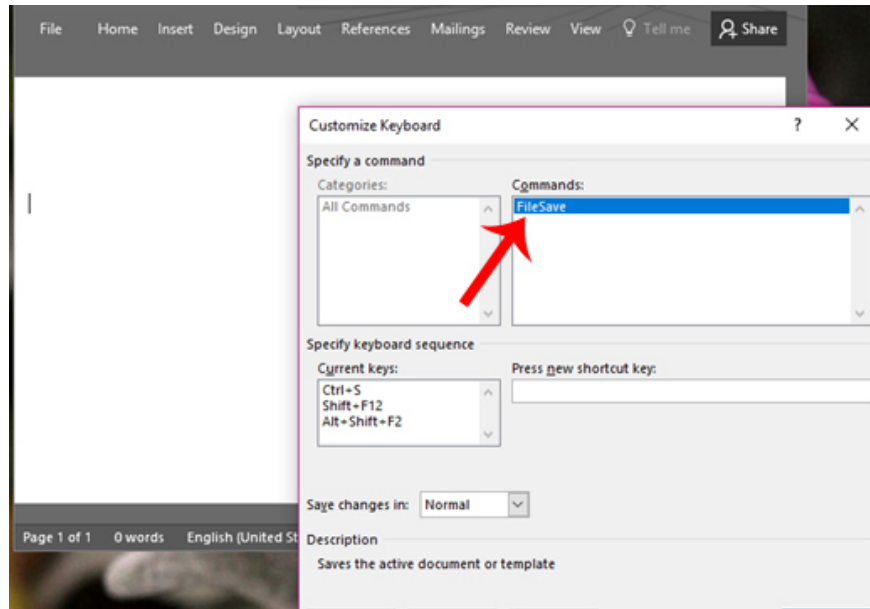 File Home Insert Design Layout References Mailings Review View Tell me Share
Customize Keyboard ?
Specify a command
Categories: Commands:
All Commands FileSave
Specify keyboard sequence
Current keys: Press new shortcut key:
Ctrl+S
Shift+F12
Alt+Shift+F2
Save changes in: Normal
Page 1 of 1 0 words English (United St
Description
Saves the active document or template